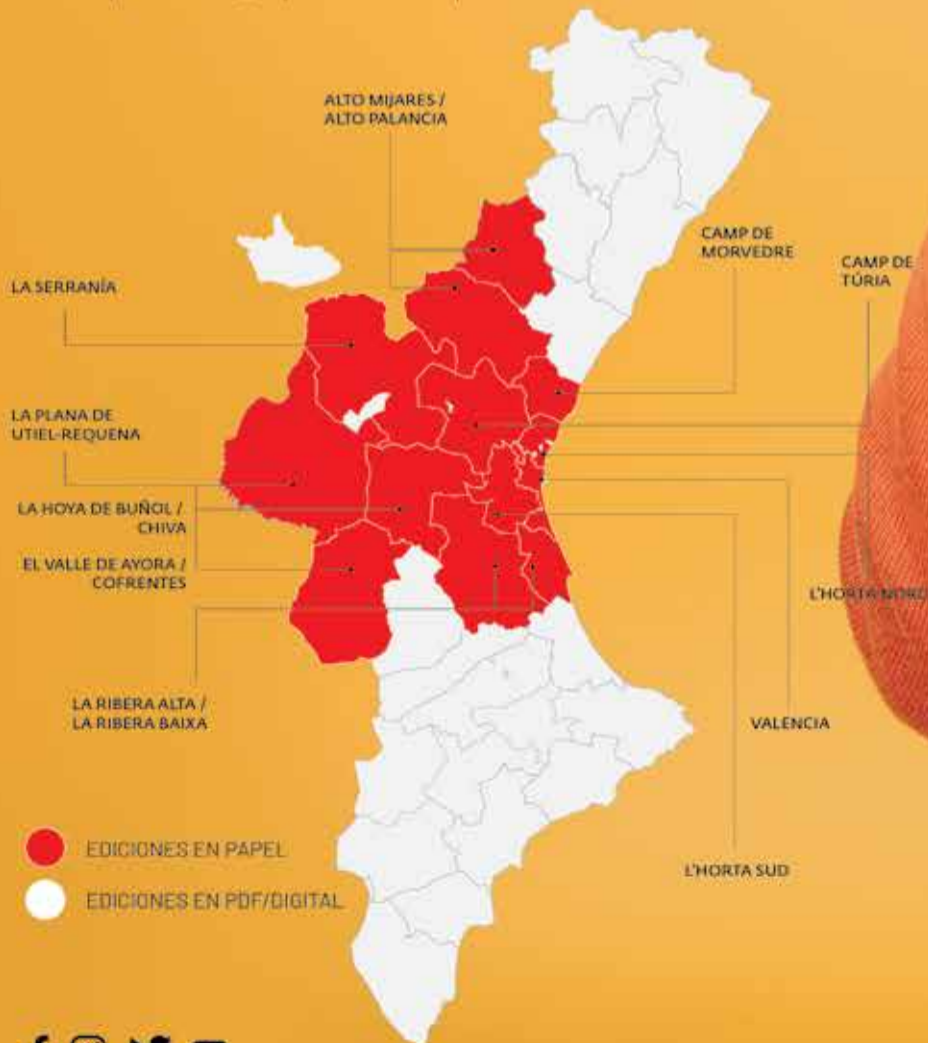 ALTO MIJARES /
ALTO PALANCIA
CAMP DE
MORVEDRE
CAMP DE
TÚRIA
LA SERRANÍA
LA PLANA DE
UTIEL-REQUENA
LA HOYA DE BUÑOL /
CHIVA
EL VALLE DE AYORA /
COFRENTES
L'HORTA NORD
LA RIBERA ALTA /
LA RIBERA BAIXA
VALENCIA
L'HORTA SUD
EDICIONES EN PAPEL
EDICIONES EN PDF/DIGITAL